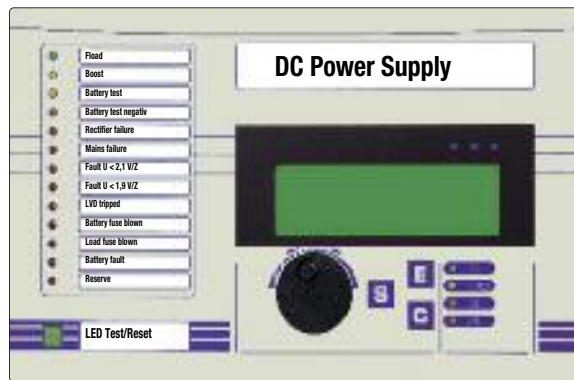 Fload
Boost
Battery test
Battery test negativ
Rectifier failure
Mains failure
Fault U < 2,1 V/Z
Fault U < 1,9 V/Z
LVD tripped
Battery fuse blown
Load fuse blown
Battery fault
Reserve
LED Test/Reset
DC Power Supply
S
E
C